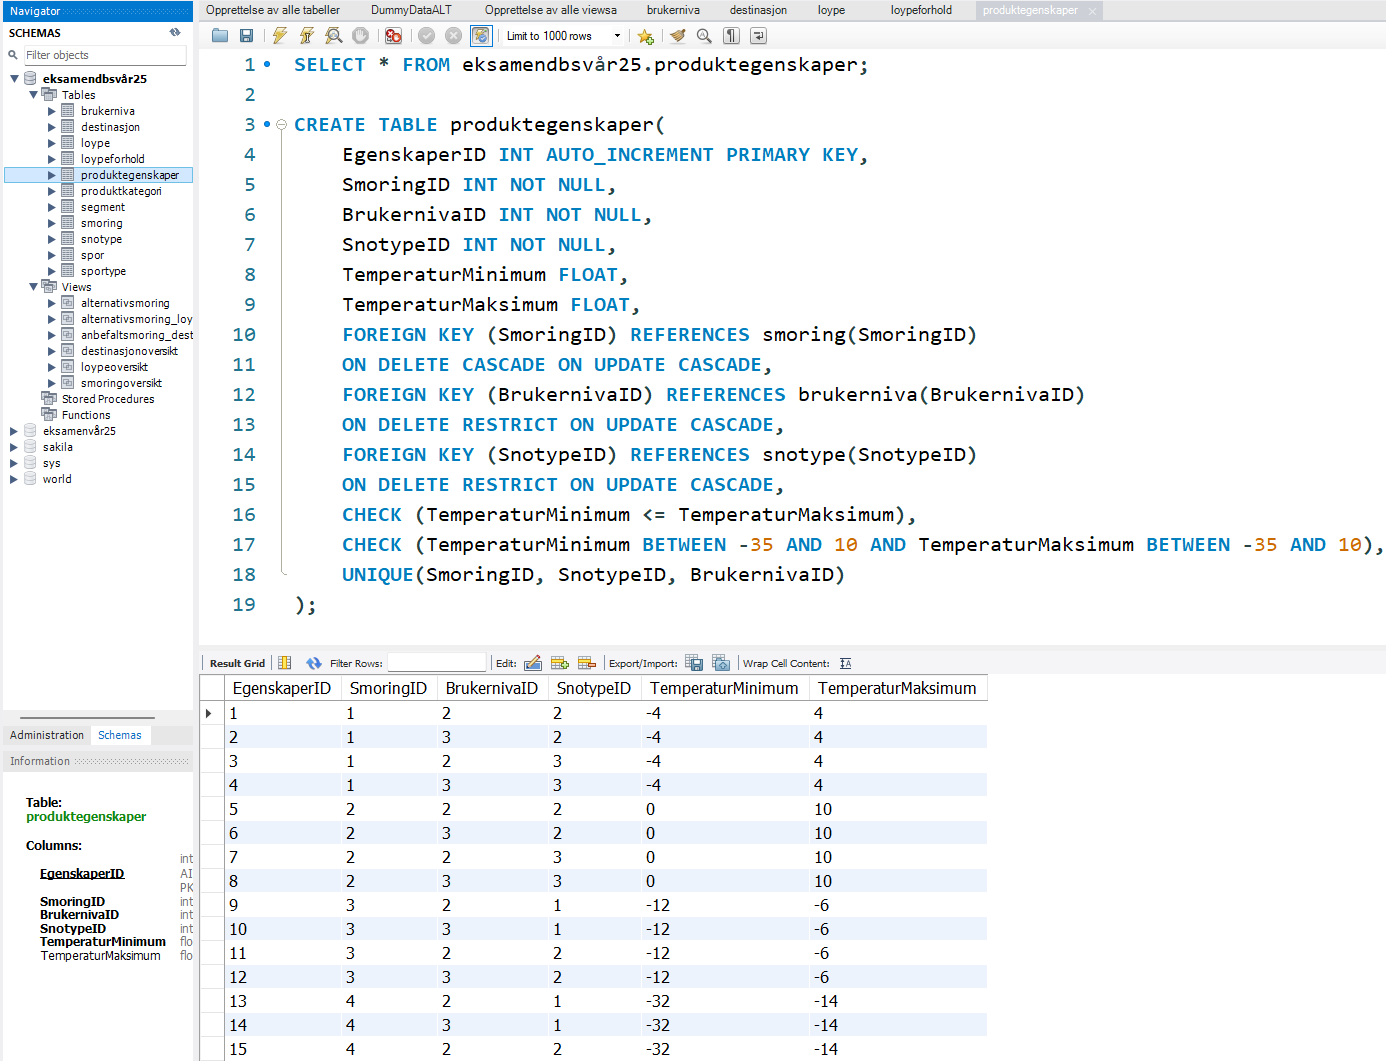 Navigator
SCHEMAS
Filter objects
eksamendbsvår25
Tables
brukerniva
destinasjon
loype
loypeforhold
produktegenskaper
produktkategori
segment
smoring
snotype
spor
sportype
Views
alternativsmoring
alternativsmoring_loy
anbefaltsmoring_dest
destinasjonoversikt
loypeoversikt
smoringoversikt
Stored Procedures
Functions
eksamenvår25
sakila
sys
world
Administration Schemas
Information
Table:
produktegenskaper
Columns:
int
EgenskaperID AI
PK
SmoringID int
BrukernivaID int
SnotypeID int
TemperaturMinimum flo
TemperaturMaksimum flo
Opprettelse av alle tabeller DummyDataALT Opprettelse av alle viewsa brukerniva destinasjon loype loypeforhold produktegenskaper
Limit to 1000 rows
1 SELECT * FROM eksamendbsvår25.produktegenskaper;
2
3 CREATE TABLE produktegenskaper(
4 EgenskaperID INT AUTO_INCREMENT PRIMARY KEY,
5 SmoringID INT NOT NULL,
6 BrukernivaID INT NOT NULL,
7 SnotypeID INT NOT NULL,
8 TemperaturMinimum FLOAT,
9 TemperaturMaksimum FLOAT,
10 FOREIGN KEY (SmoringID) REFERENCES smoring(SmoringID)
11 ON DELETE CASCADE ON UPDATE CASCADE,
12 FOREIGN KEY (BrukernivaID) REFERENCES brukerniva(BrukernivaID)
13 ON DELETE RESTRICT ON UPDATE CASCADE,
14 FOREIGN KEY (SnotypeID) REFERENCES snotype(SnotypeID)
15 ON DELETE RESTRICT ON UPDATE CASCADE,
16 CHECK (TemperaturMinimum <= TemperaturMaksimum),
17 CHECK (TemperaturMinimum BETWEEN -35 AND 10 AND TemperaturMaksimum BETWEEN -35 AND 10),
18 UNIQUE(SmoringID, SnotypeID, BrukernivaID)
19 );
Result Grid Filter Rows: Edit: Export/Import: Wrap Cell Content:
EgenskaperID SmoringID BrukernivaID SnotypeID TemperaturMinimum TemperaturMaksimum
1 1 2 2 -4 4
2 1 3 2 -4 4
3 1 2 3 -4 4
4 1 3 3 -4 4
5 2 2 2 0 10
6 2 3 2 0 10
7 2 2 3 0 10
8 2 3 3 0 10
9 3 2 1 -12 -6
10 3 3 1 -12 -6
11 3 2 2 -12 -6
12 3 3 2 -12 -6
13 4 2 1 -32 -14
14 4 3 1 -32 -14
15 4 2 2 -32 -14